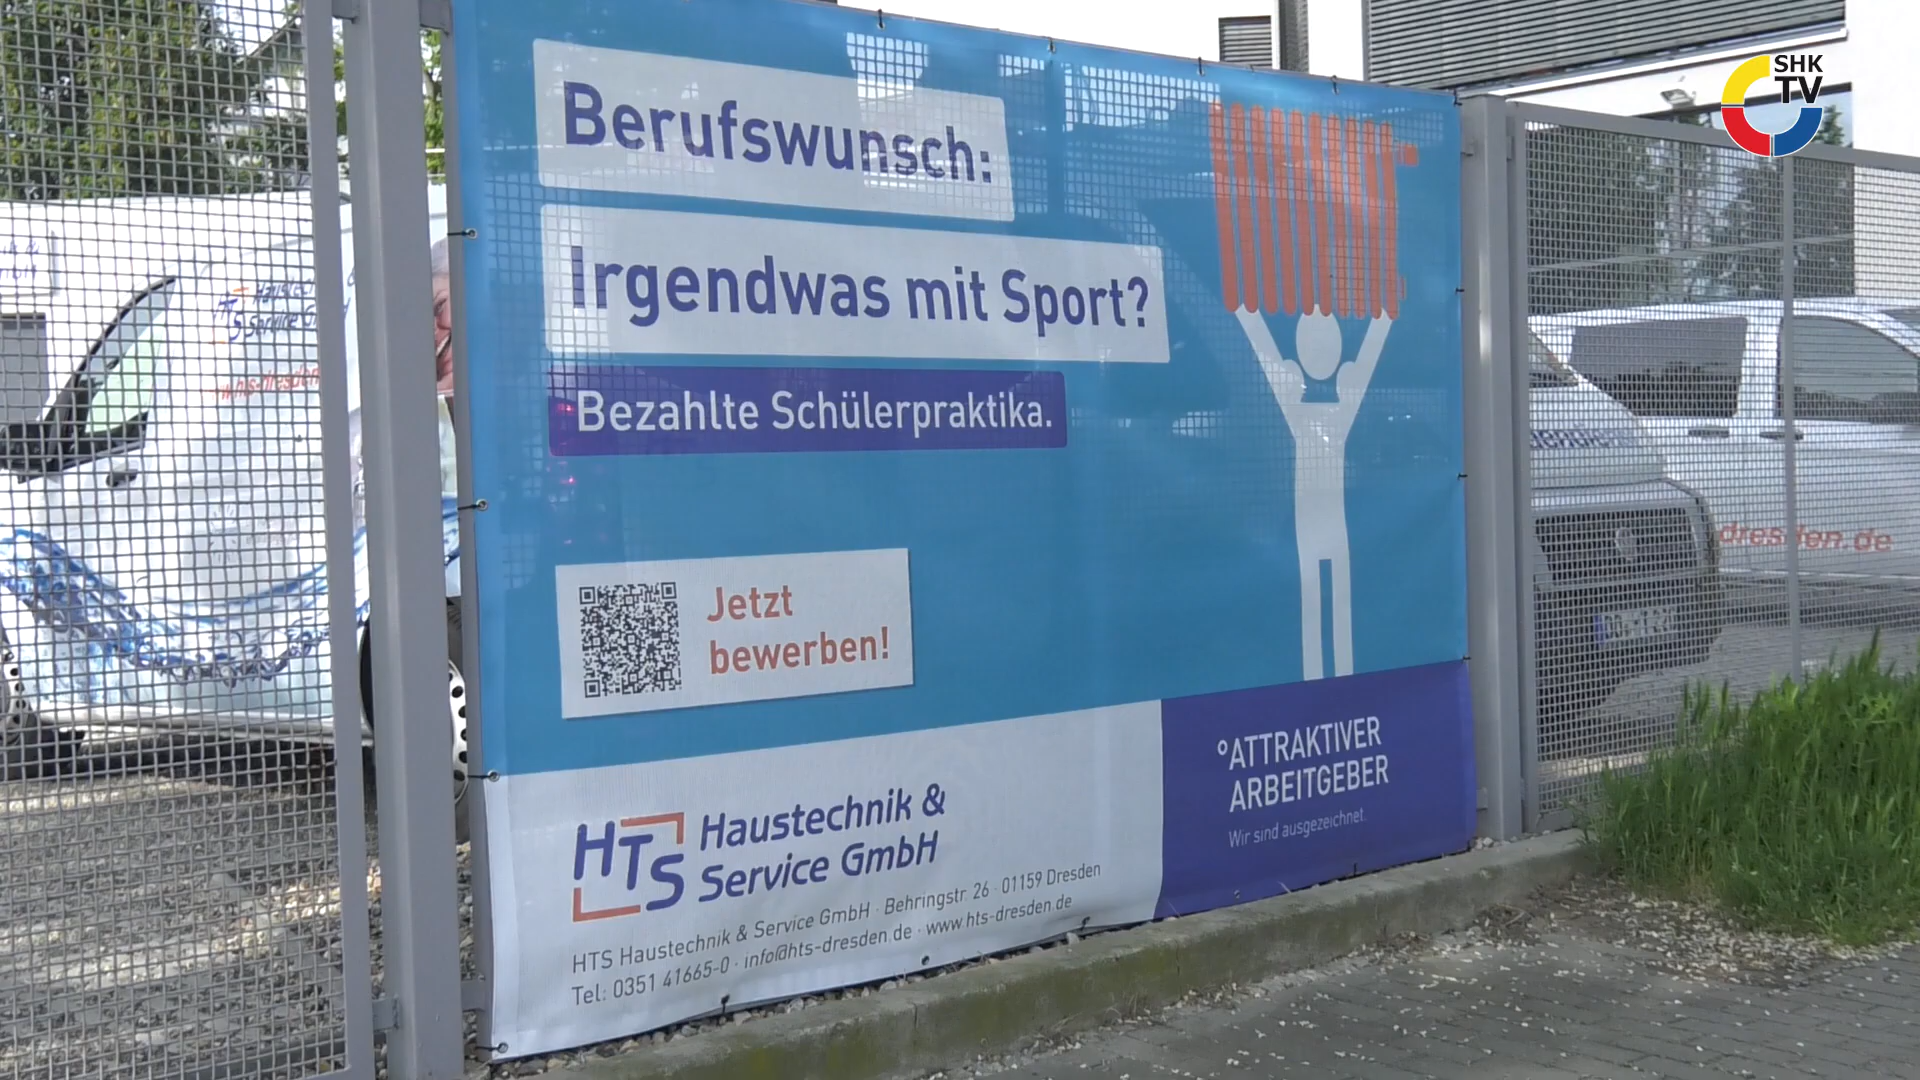 SHK
TV
Berufswunsch:
Irgendwas mit Sport?
Bezahlte Schülerpraktika.
Jetzt
bewerben!
°ATTRAKTIVER
ARBEITGEBER
Wir sind ausgezeichnet.
HTS Haustechnik &
Service GmbH
HTS Haustechnik & Service GmbH · Behringstr. 26 · 01159 Dresden
Tel.: 0351 41665-0 · info@hts-dresden.de · www.hts-dresden.de
dresden.de